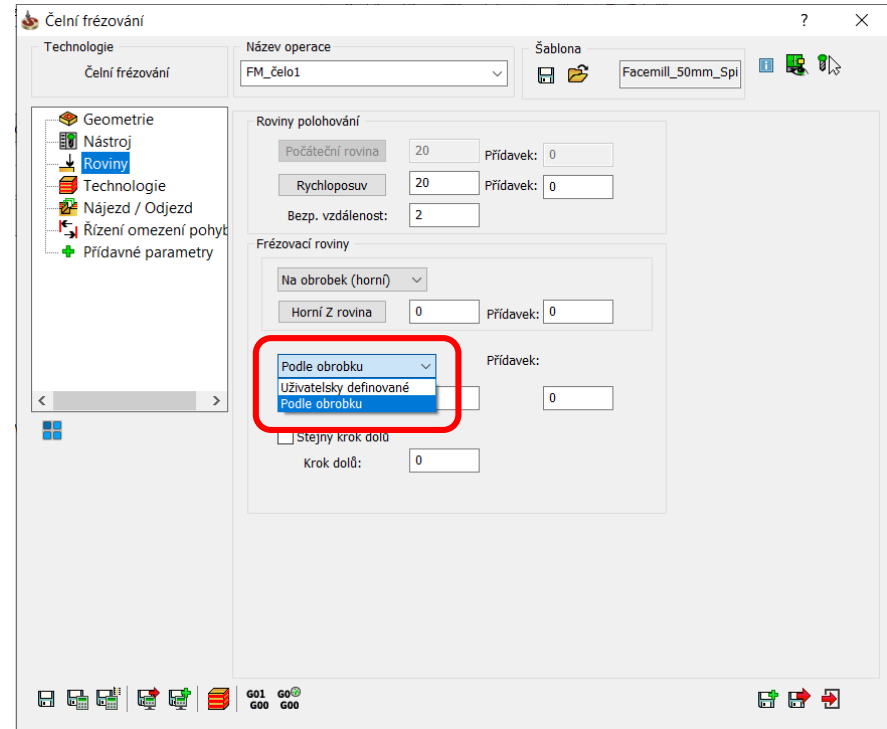 Čelní frézování
?
Technologie
Čelní frézování
Název operace
FM_čelo1
Šablona
Facemill_50mm_Spi
Geometrie
Nástroj
Roviny
Technologie
Nájezd / Odjezd
Řízení omezení pohyb
Přídavné parametry
Roviny polohování
Počáteční rovina 20 Přídavek: 0
Rychloposuv 20 Přídavek: 0
Bezp. vzdálenost: 2
Frézovací roviny
Na obrobek (horní)
Horní Z rovina 0 Přídavek: 0
Podle obrobku Přídavek:
Uživatelsky definované
Podle obrobku
0
Stejný krok dolů
Krok dolů: 0
G01 G0
G00 G00